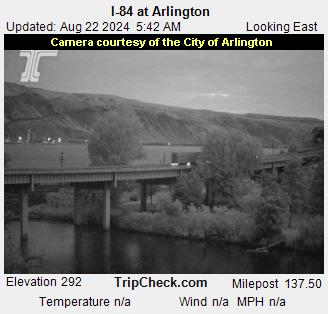 I-84 at Arlington
Updated: Aug 22 2024 5:42 AM Looking East
Camera courtesy of the City of Arlington
Elevation 292 TripCheck.com Milepost 137.50
Temperature n/a Wind n/a MPH n/a